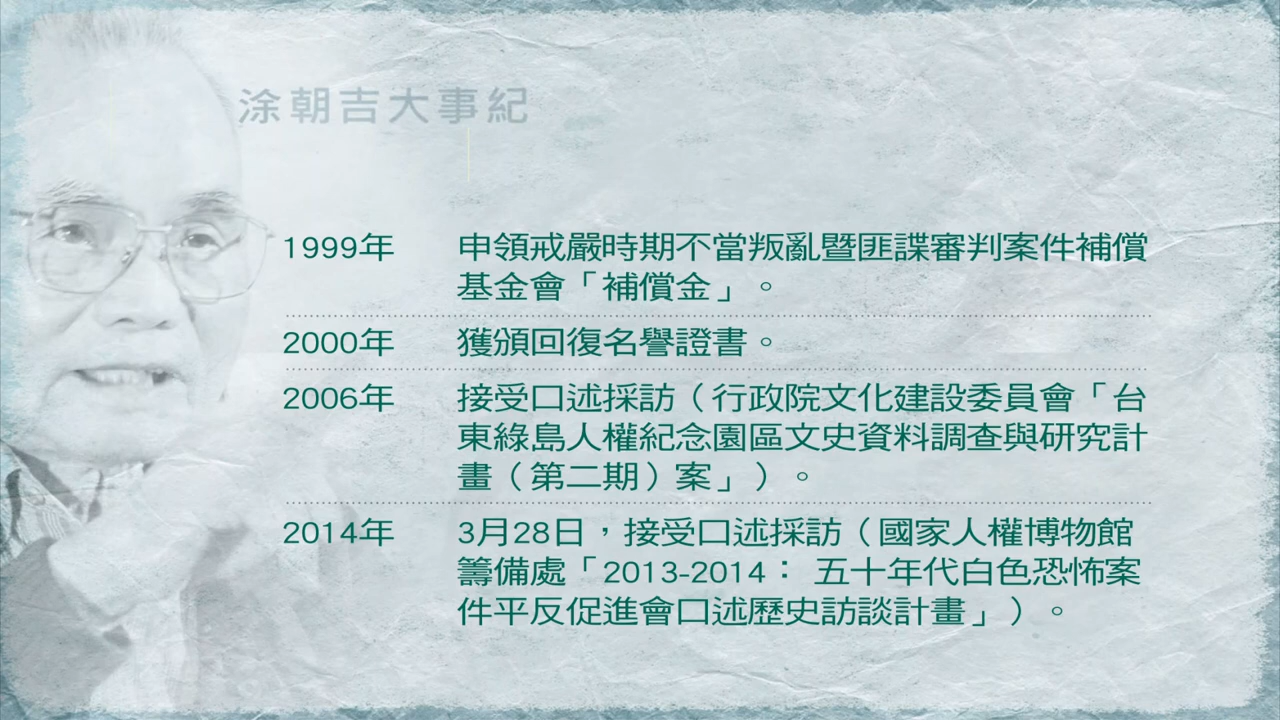 涂朝吉大事紀
1999年 申領戒嚴時期不當叛亂暨匪諜審判案件補償
基金會「補償金」。
2000年 獲頒回復名譽證書。
2006年 接受口述採訪（行政院文化建設委員會「台
東綠島人權紀念園區文史資料調查與研究計
畫（第二期）案」）。
2014年 3月28日，接受口述採訪（國家人權博物館
籌備處「2013-2014： 五十年代白色恐怖案
件平反促進會口述歷史訪談計畫」）。